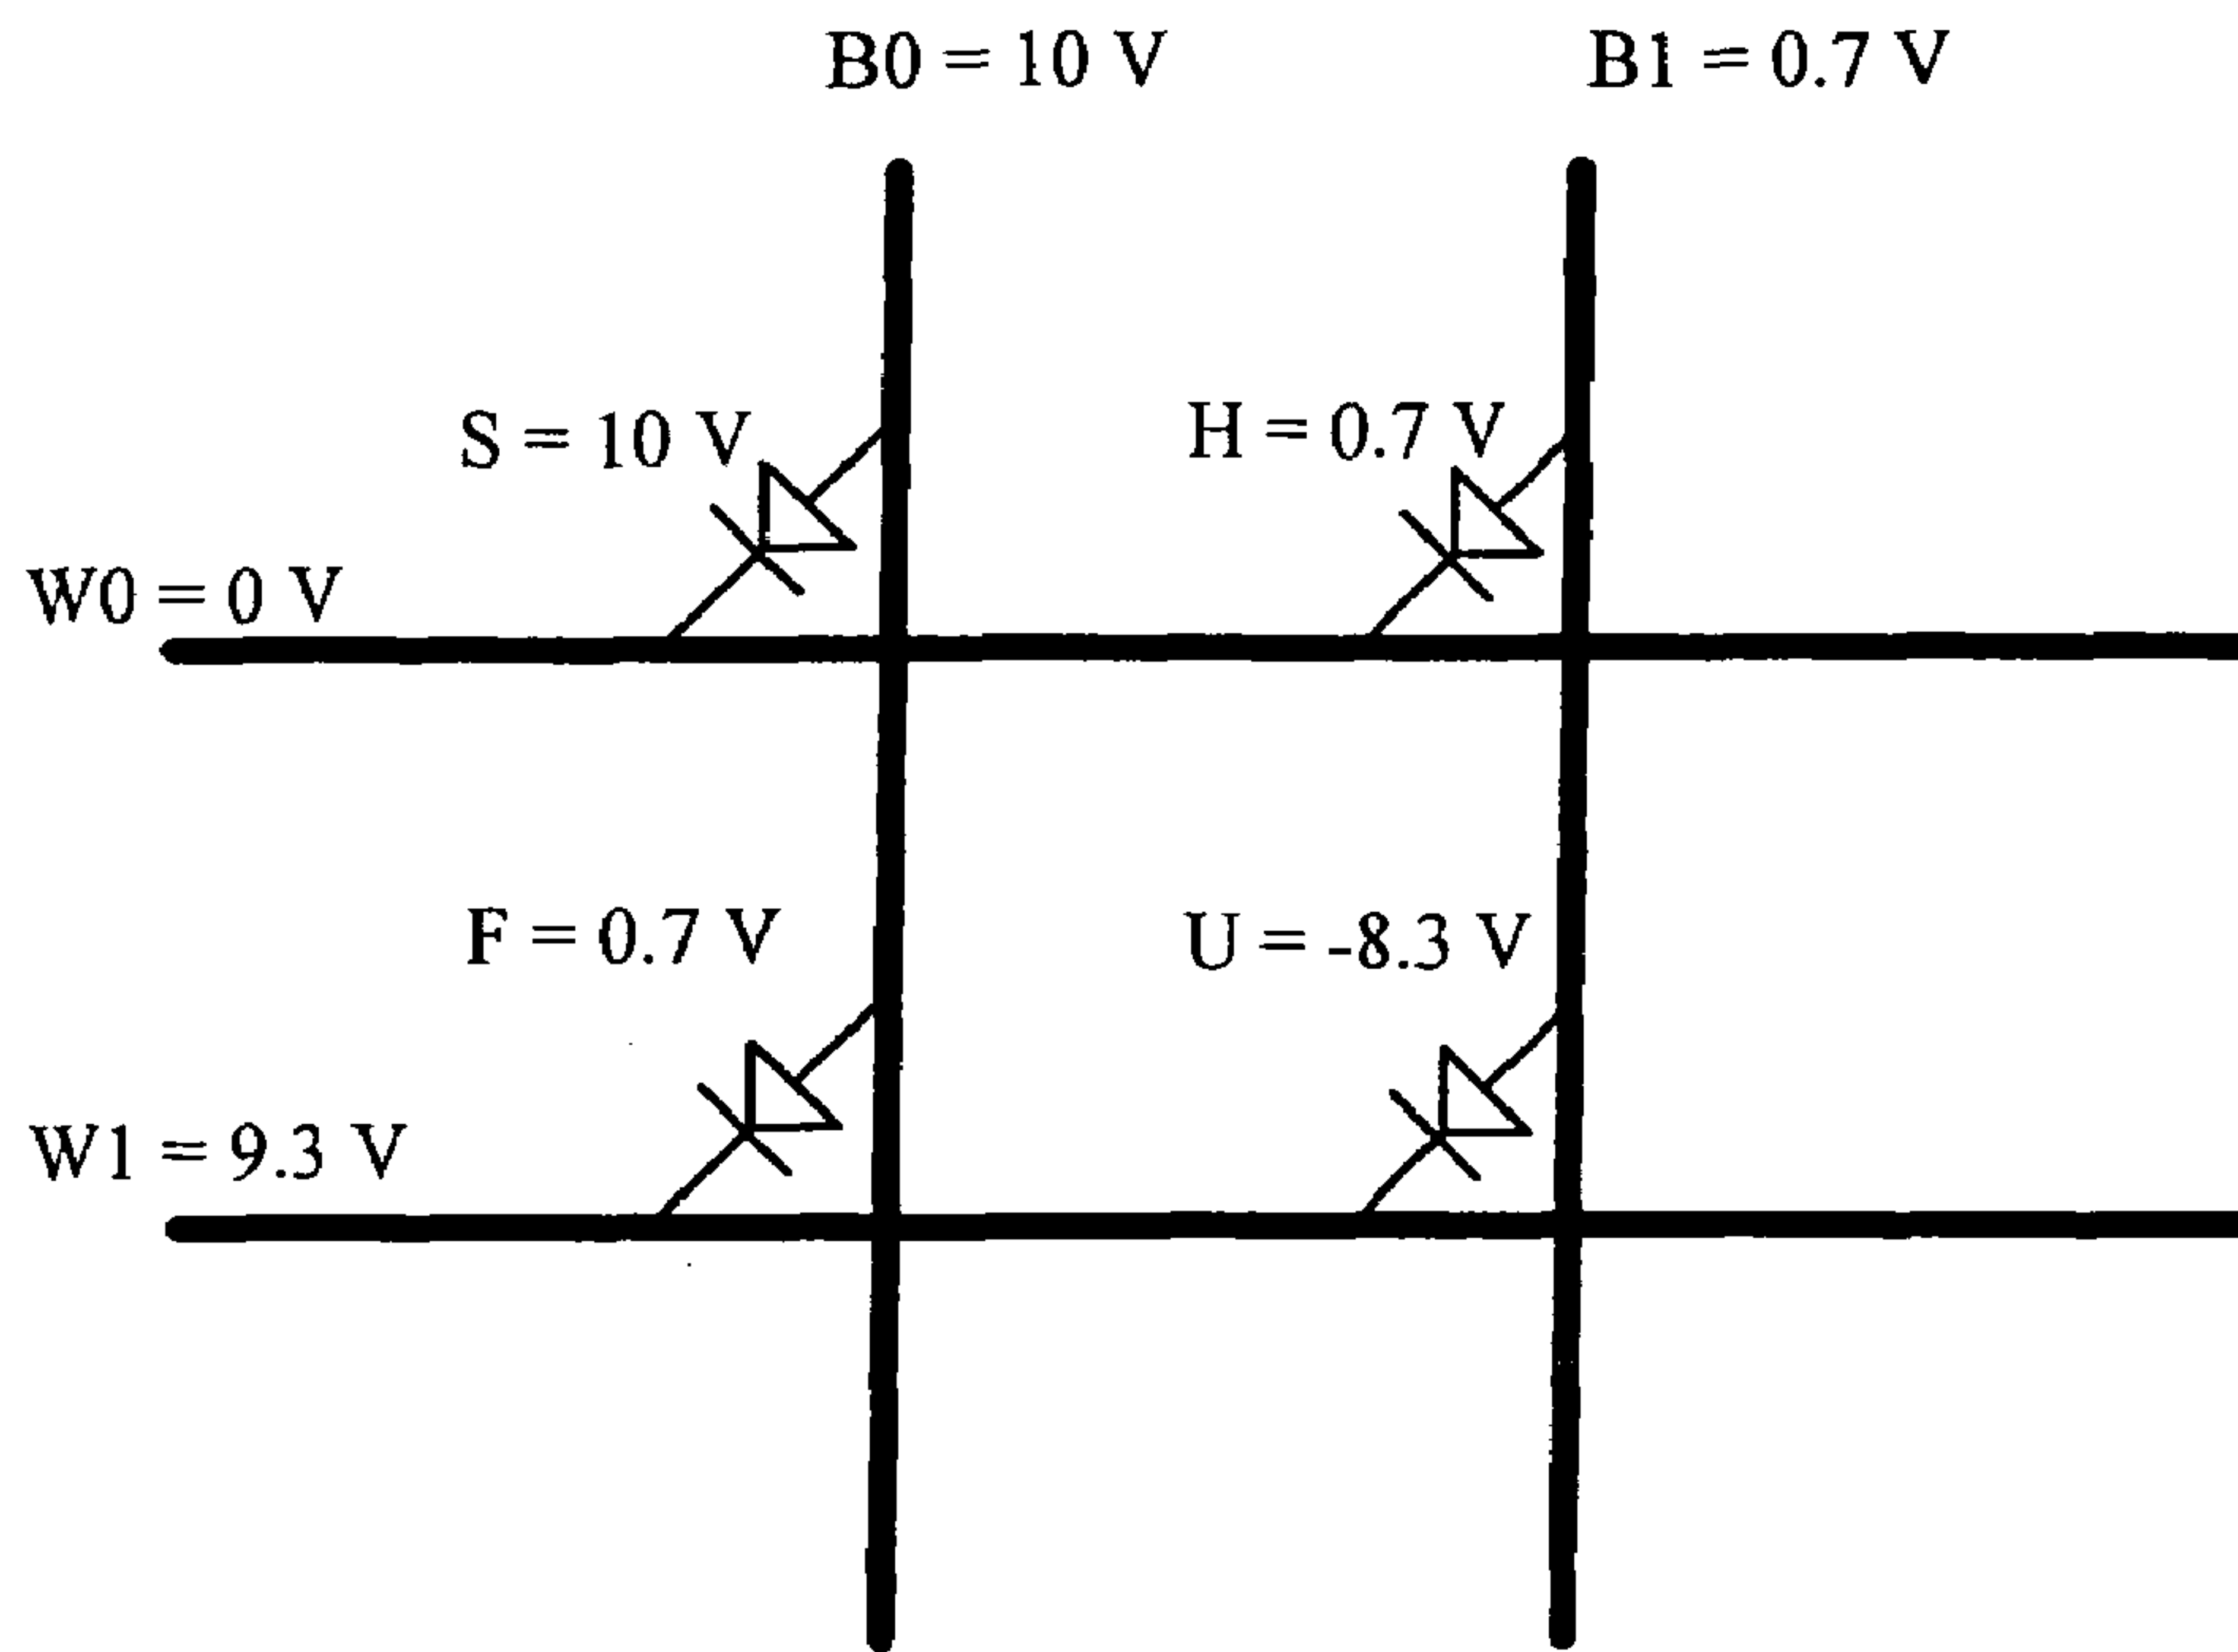 B0 = 10 V
B1 = 0.7 V
S = 10 V
H = 0.7 V
W0 = 0 V
F = 0.7 V
U = -8.3 V
W1 = 9.3 V